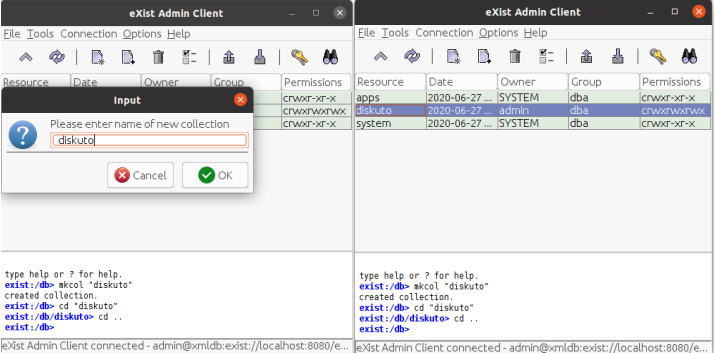 eXist Admin Client
File Tools Connection Options Help
Resource Date Owner Group Permissions
crwxr-xr-x
crwxrwxrwx
crwxr-xr-x
Input
Please enter name of new collection
diskuto
Cancel OK
type help or ? for help.
exist:/db> mkcol "diskuto"
created collection.
exist:/db> cd "diskuto"
exist:/db/diskuto> cd ..
exist:/db>
eXist Admin Client connected - admin@xmldb:exist://localhost:8080/e...
eXist Admin Client
File Tools Connection Options Help
Resource Date Owner Group Permissions
apps 2020-06-27 ... SYSTEM dba crwxr-xr-x
diskuto 2020-06-27 ... admin dba crwxrwxrwx
system 2020-06-27 ... SYSTEM dba crwxr-xr-x
type help or ? for help.
exist:/db> mkcol "diskuto"
created collection.
exist:/db> cd "diskuto"
exist:/db/diskuto> cd ..
exist:/db>
eXist Admin Client connected - admin@xmldb:exist://localhost:8080/e...